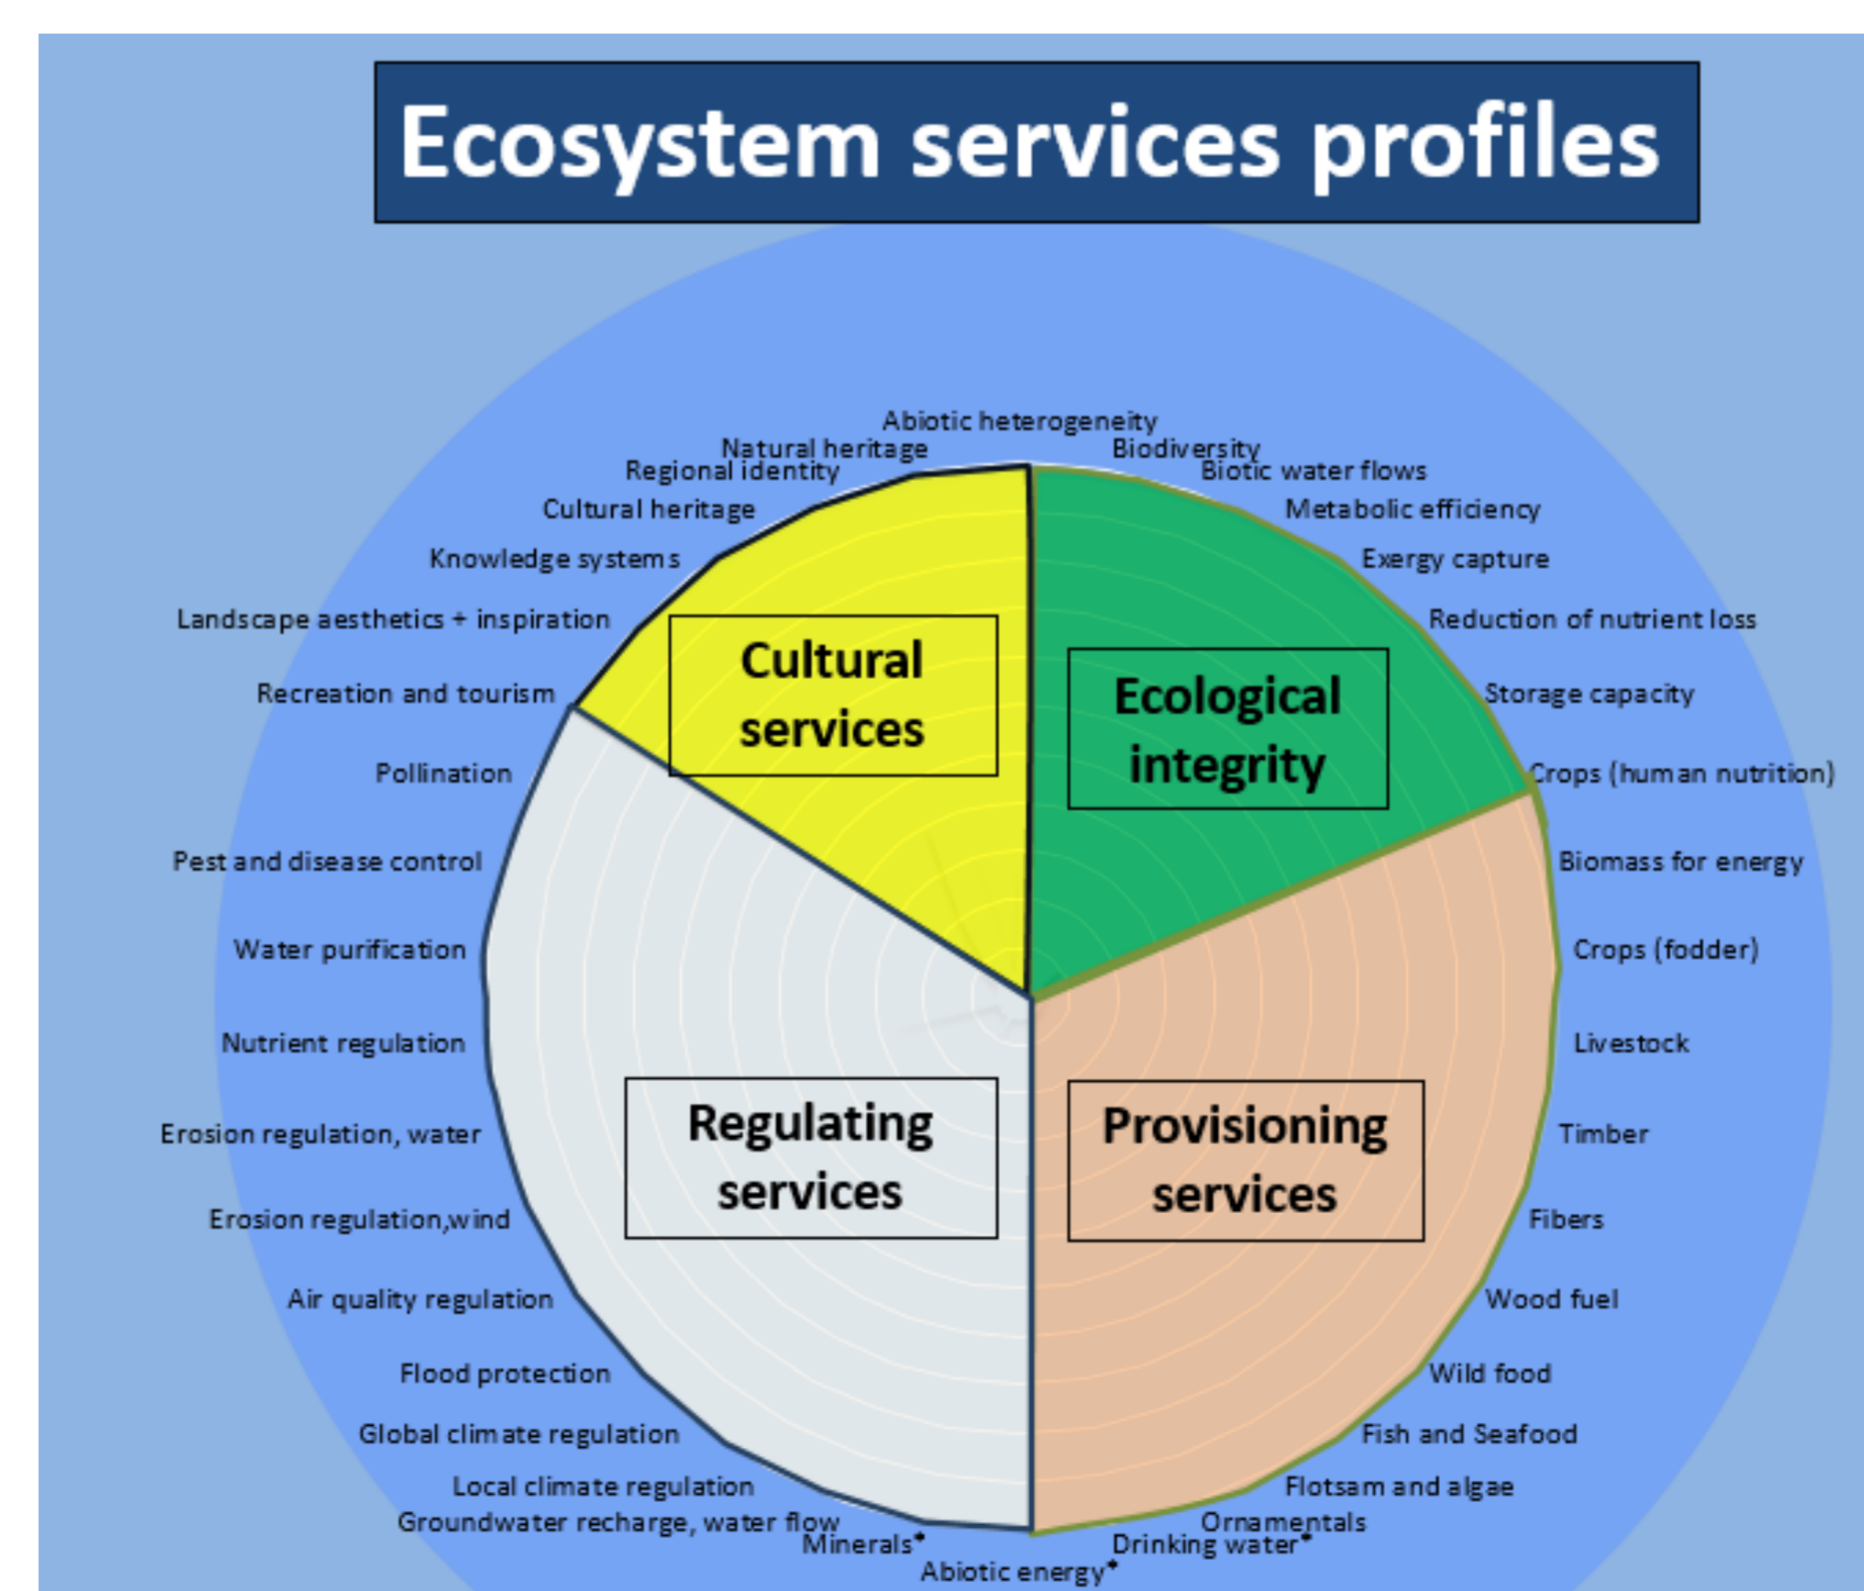 Ecosystem services profiles
Abiotic heterogeneity
Natural heritage
Biodiversity
Regional identity
Biotic water flows
Cultural heritage
Metabolic efficiency
Knowledge systems
Exergy capture
Landscape aesthetics + inspiration
Reduction of nutrient loss
Recreation and tourism
Storage capacity
Cultural
services
Ecological
integrity
Pollination
Crops (human nutrition)
Pest and disease control
Biomass for energy
Water purification
Crops (fodder)
Nutrient regulation
Livestock
Regulating
services
Provisioning
services
Erosion regulation, water
Timber
Erosion regulation,wind
Fibers
Air quality regulation
Wood fuel
Flood protection
Wild food
Global climate regulation
Fish and Seafood
Local climate regulation
Flotsam and algae
Groundwater recharge, water flow
Ornamentals
Minerals*
Drinking water*
Abiotic energy*